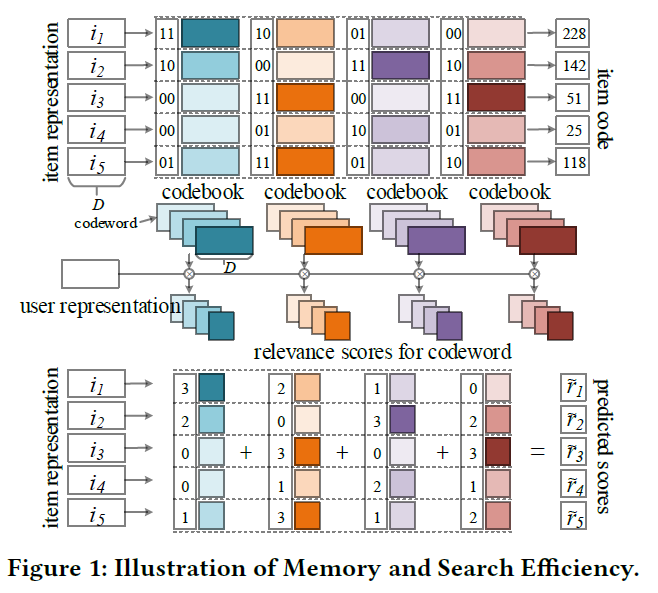 item representation
i1 11 10 01 00 228
i2 10 00 11 10 142
i3 00 11 00 11 51
i4 00 01 10 01 25
i5 01 11 01 10 118
item code
D
codebook codebook codebook codebook
codeword
D
user representation
relevance scores for codeword
item representation
i1 3 2 1 0 r̃1
i2 2 0 3 2 r̃2
i3 0 + 3 + 0 + 3 = r̃3
i4 0 1 2 1 r̃4
i5 1 3 1 2 r̃5
predicted scores
Figure 1: Illustration of Memory and Search Efficiency.